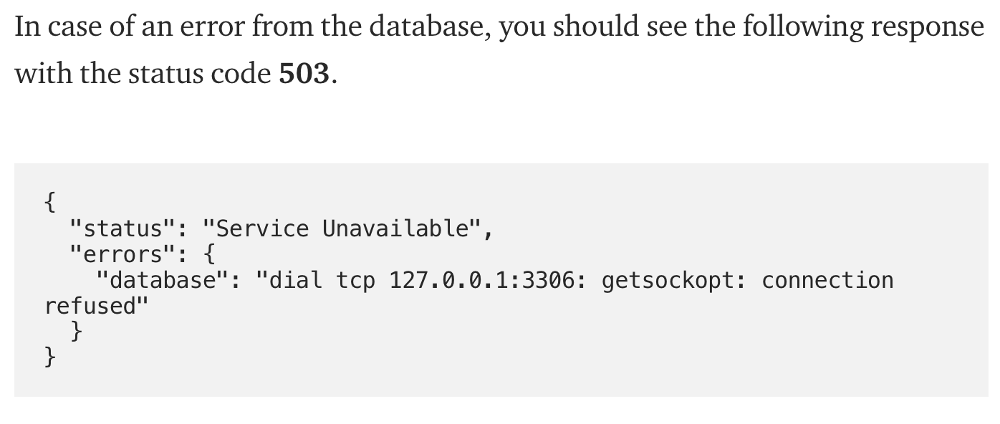 In case of an error from the database, you should see the following response
with the status code 503.
{
  "status": "Service Unavailable",
  "errors": {
    "database": "dial tcp 127.0.0.1:3306: getsockopt: connection
refused"
  }
}